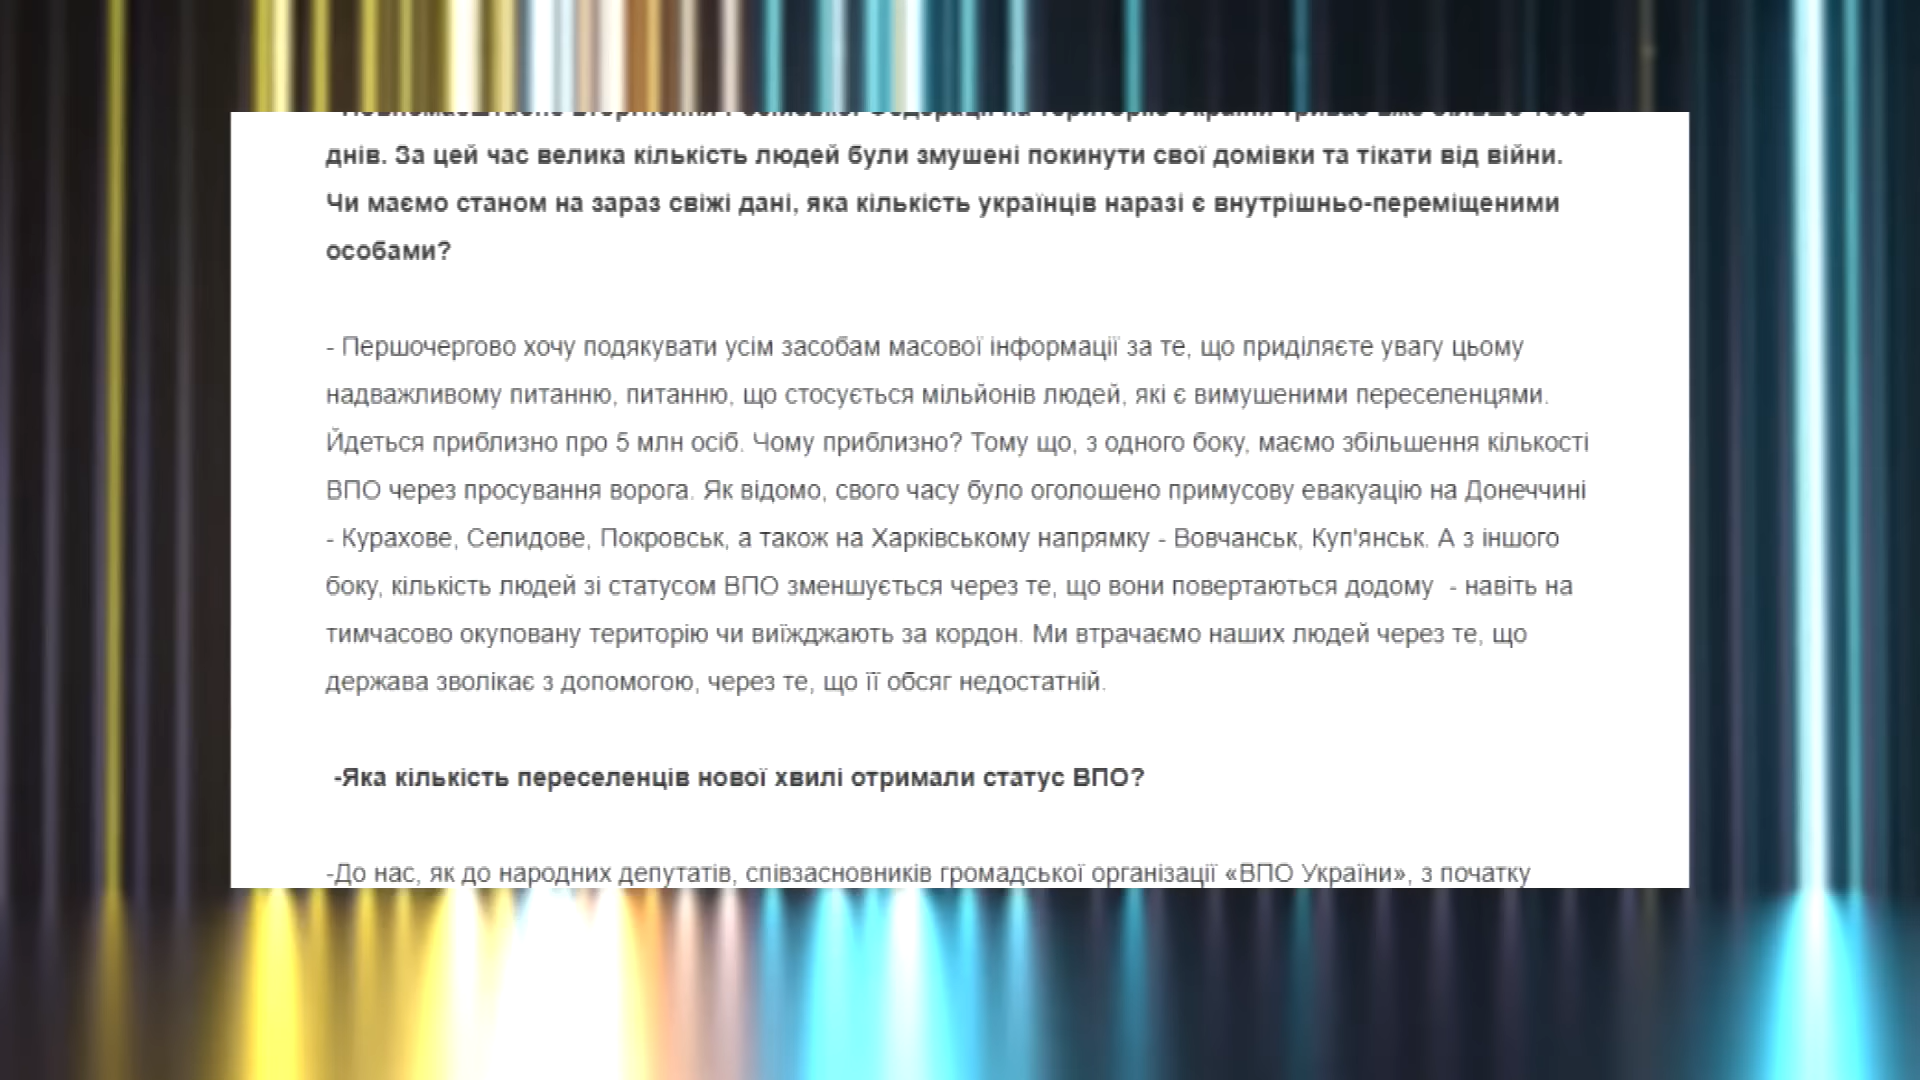 днів. За цей час велика кількість людей були змушені покинути свої домівки та тікати від війни.
Чи маємо станом на зараз свіжі дані, яка кількість українців наразі є внутрішньо-переміщеними
особами?
- Першочергово хочу подякувати усім засобам масової інформації за те, що приділяєте увагу цьому
надважливому питанню, питанню, що стосується мільйонів людей, які є вимушеними переселенцями.
Йдеться приблизно про 5 млн осіб. Чому приблизно? Тому що, з одного боку, маємо збільшення кількості
ВПО через просування ворога. Як відомо, свого часу було оголошено примусову евакуацію на Донеччині
- Курахове, Селидове, Покровськ, а також на Харківському напрямку - Вовчанськ, Куп'янськ. А з іншого
боку, кількість людей зі статусом ВПО зменшується через те, що вони повертаються додому  - навіть на
тимчасово окуповану територію чи виїжджають за кордон. Ми втрачаємо наших людей через те, що
держава зволікає з допомогою, через те, що її обсяг недостатній.
-Яка кількість переселенців нової хвилі отримали статус ВПО?
-До нас, як до народних депутатів, співзасновників громадської організації «ВПО України», з початку